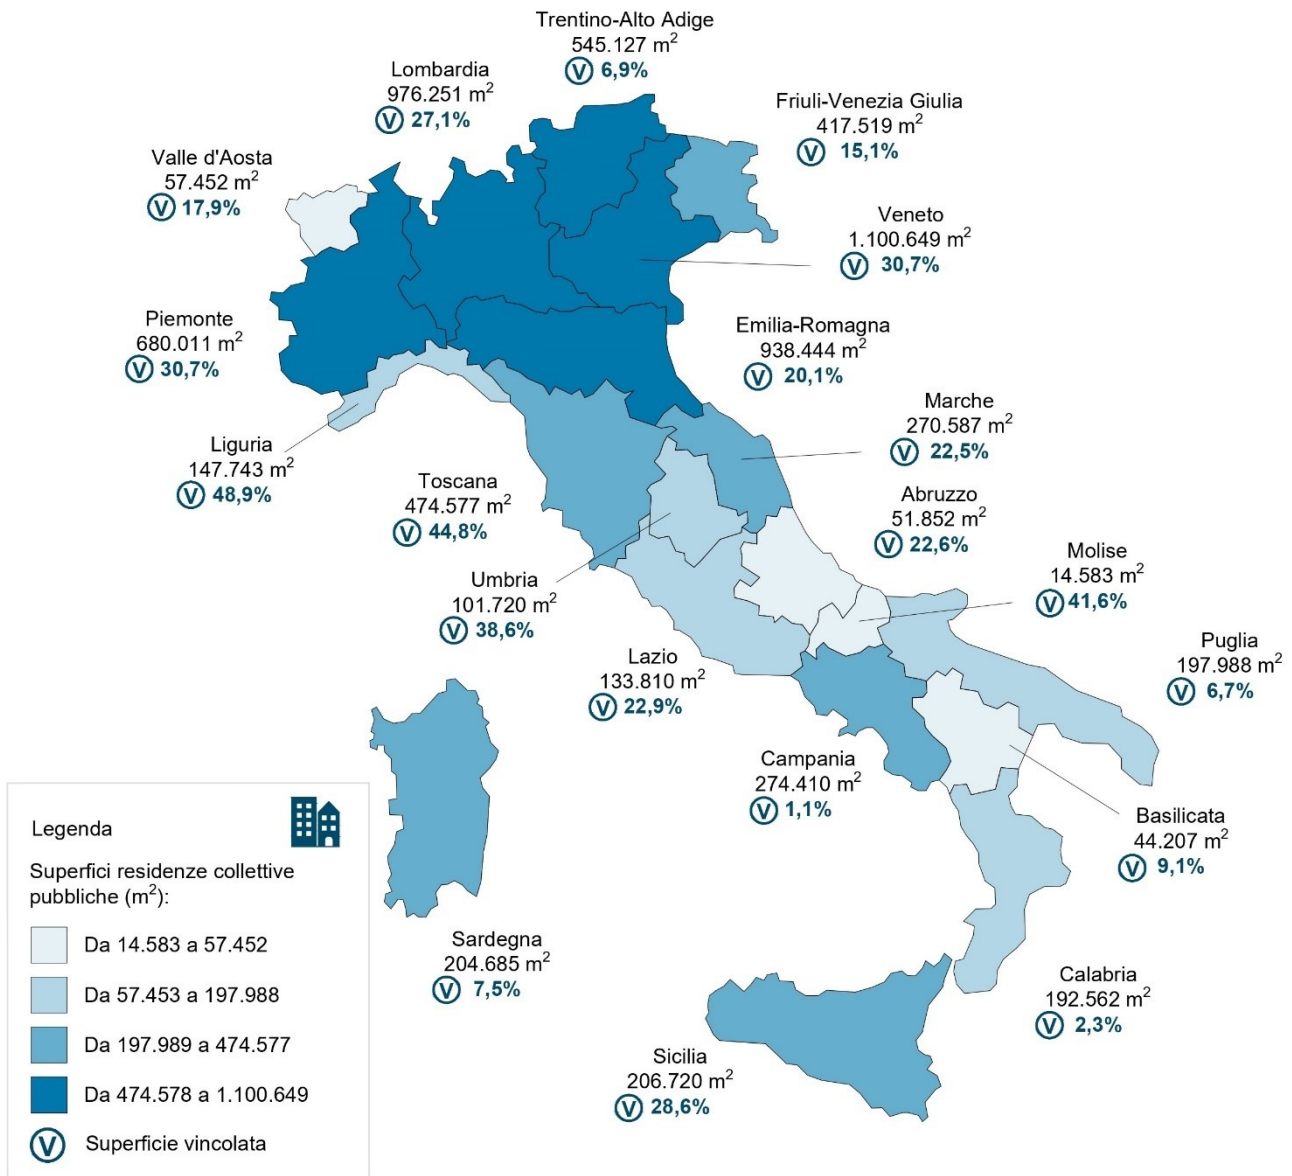 Trentino-Alto Adige
545.127 m²
V 6,9%
Lombardia
976.251 m²
V 27,1%
Friuli-Venezia Giulia
417.519 m²
V 15,1%
Valle d'Aosta
57.452 m²
V 17,9%
Veneto
1.100.649 m²
V 30,7%
Piemonte
680.011 m²
V 30,7%
Emilia-Romagna
938.444 m²
V 20,1%
Marche
270.587 m²
V 22,5%
Liguria
147.743 m²
V 48,9%
Toscana
474.577 m²
V 44,8%
Abruzzo
51.852 m²
V 22,6%
Molise
14.583 m²
V 41,6%
Umbria
101.720 m²
V 38,6%
Puglia
197.988 m²
V 6,7%
Lazio
133.810 m²
V 22,9%
Campania
274.410 m²
V 1,1%
Basilicata
44.207 m²
V 9,1%
Sardegna
204.685 m²
V 7,5%
Calabria
192.562 m²
V 2,3%
Sicilia
206.720 m²
V 28,6%
Legenda
Superfici residenze collettive
pubbliche (m²):
Da 14.583 a 57.452
Da 57.453 a 197.988
Da 197.989 a 474.577
Da 474.578 a 1.100.649
V Superficie vincolata